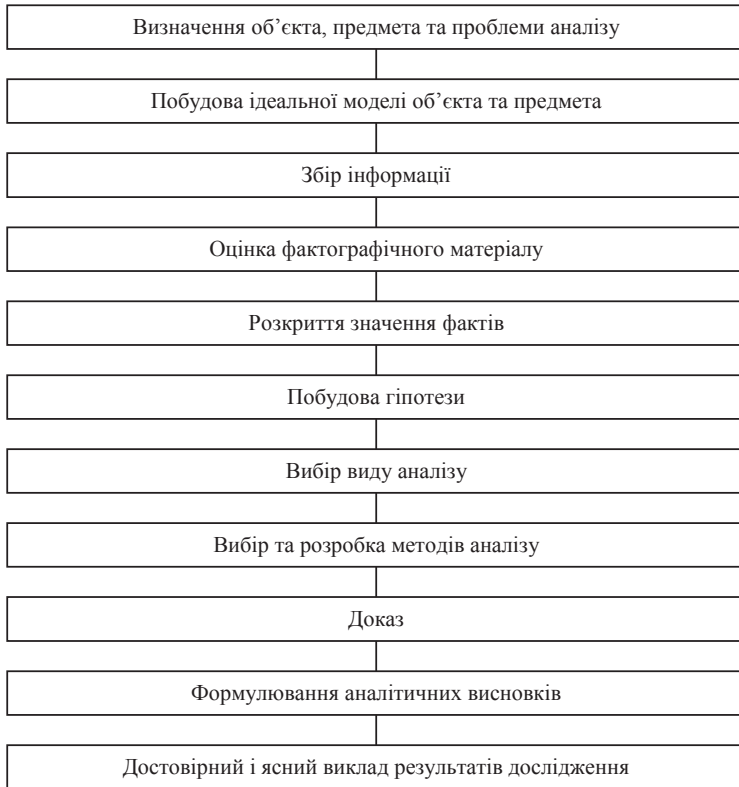 Визначення об’єкта, предмета та проблеми аналізу
Побудова ідеальної моделі об’єкта та предмета
Збір інформації
Оцінка фактографічного матеріалу
Розкриття значення фактів
Побудова гіпотези
Вибір виду аналізу
Вибір та розробка методів аналізу
Доказ
Формулювання аналітичних висновків
Достовірний і ясний виклад результатів дослідження